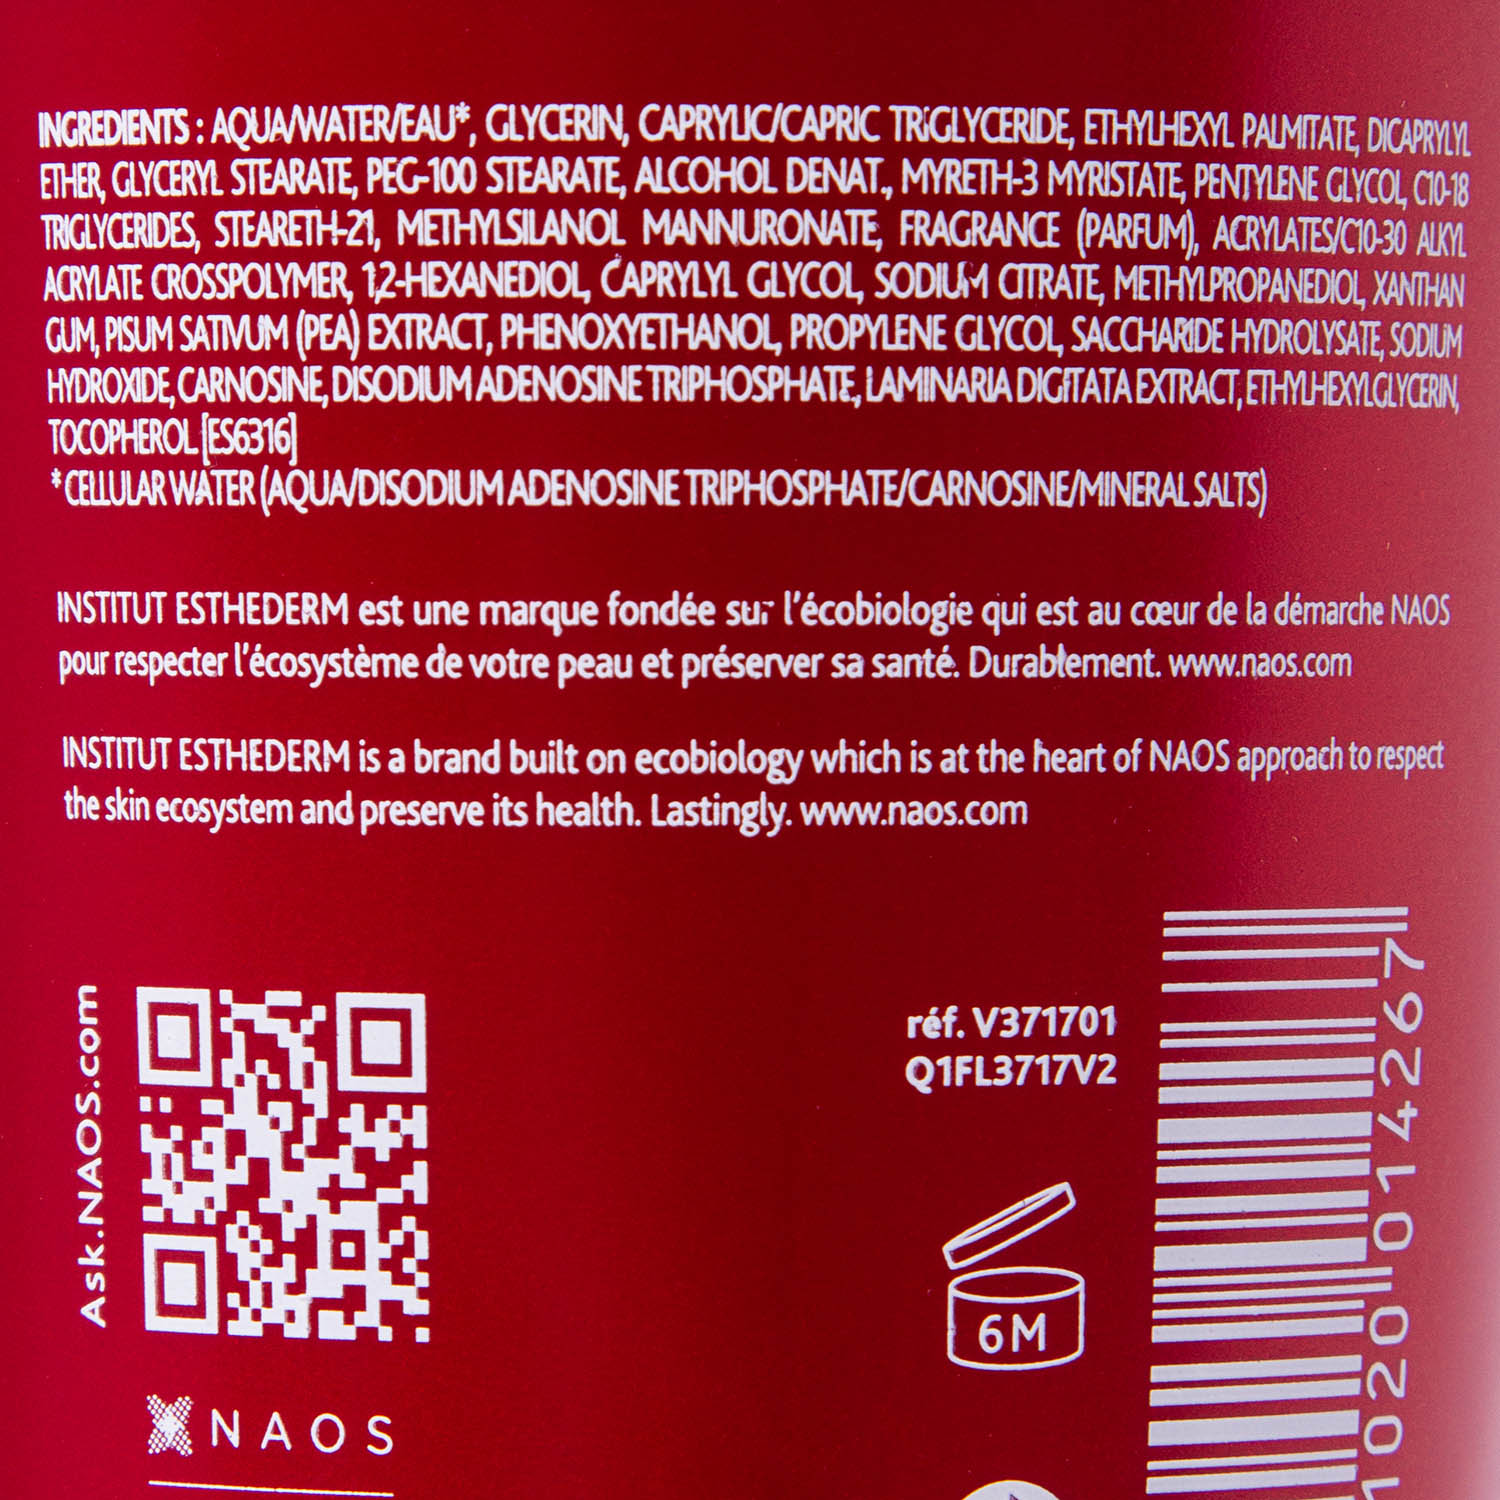 INGREDIENTS : AQUA/WATER/EAU*, GLYCERIN, CAPRYLIC/CAPRIC TRIGLYCERIDE, ETHYLHEXYL PALMITATE, DICAPRYLYL
ETHER, GLYCERYL STEARATE, PEG-100 STEARATE, ALCOHOL DENAT., MYRETH-3 MYRISTATE, PENTYLENE GLYCOL, C10-18
TRIGLYCERIDES, STEARETH-21, METHYLSILANOL MANNURONATE, FRAGRANCE (PARFUM), ACRYLATES/C10-30 ALKYL
ACRYLATE CROSSPOLYMER, 1,2-HEXANEDIOL, CAPRYLYL GLYCOL, SODIUM CITRATE, METHYLPROPANEDIOL, XANTHAN
GUM, PISUM SATIVUM (PEA) EXTRACT, PHENOXYETHANOL, PROPYLENE GLYCOL, SACCHARIDE HYDROLYSATE, SODIUM
HYDROXIDE, CARNOSINE, DISODIUM ADENOSINE TRIPHOSPHATE, LAMINARIA DIGITATA EXTRACT, ETHYLHEXYLGLYCERIN,
TOCOPHEROL [ES6316]
*CELLULAR WATER (AQUA/DISODIUM ADENOSINE TRIPHOSPHATE/CARNOSINE/MINERAL SALTS)
INSTITUT ESTHEDERM est une marque fondée sur l'écobiologie qui est au cœur de la démarche NAOS
pour respecter l'écosystème de votre peau et préserver sa santé. Durablement. www.naos.com
INSTITUT ESTHEDERM is a brand built on ecobiology which is at the heart of NAOS approach to respect
the skin ecosystem and preserve its health. Lastingly. www.naos.com
Ask.NAOS.com
réf. V371701
Q1FL3717V2
6M
NAOS
1020 014267